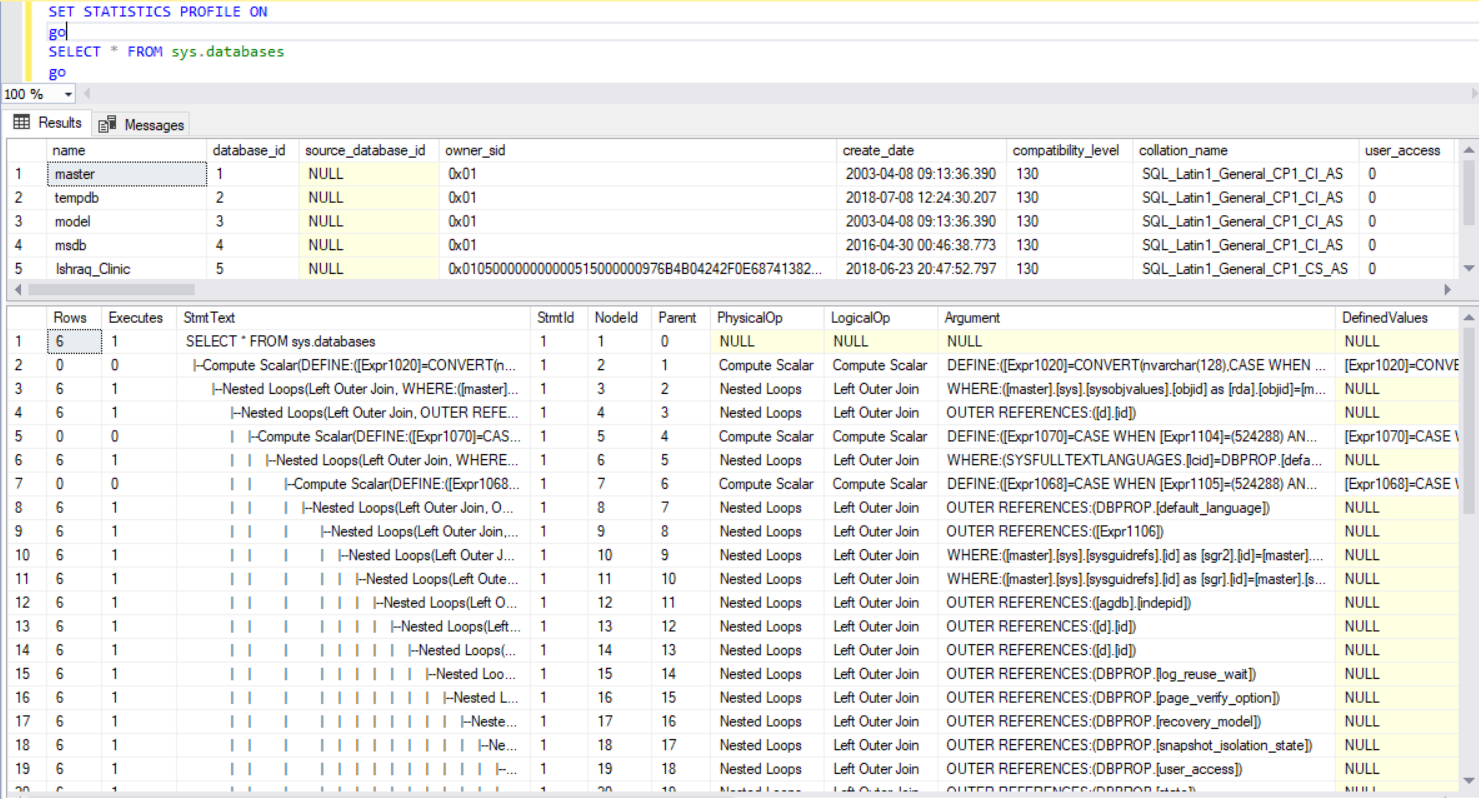 SET STATISTICS PROFILE ON
go
SELECT * FROM sys.databases
go
100 %
Results Messages
name database_id source_database_id owner_sid create_date compatibility_level collation_name user_access
1 master 1 NULL 0x01 2003-04-08 09:13:36.390 130 SQL_Latin1_General_CP1_CI_AS 0
2 tempdb 2 NULL 0x01 2018-07-08 12:24:30.207 130 SQL_Latin1_General_CP1_CI_AS 0
3 model 3 NULL 0x01 2003-04-08 09:13:36.390 130 SQL_Latin1_General_CP1_CI_AS 0
4 msdb 4 NULL 0x01 2016-04-30 00:46:38.773 130 SQL_Latin1_General_CP1_CI_AS 0
5 Ishraq_Clinic 5 NULL 0x010500000000000515000000976B4B04242F0E68741382... 2018-06-23 20:47:52.797 130 SQL_Latin1_General_CP1_CS_AS 0
Rows Executes StmtText StmtId NodeId Parent PhysicalOp LogicalOp Argument DefinedValues
1 6 1 SELECT * FROM sys.databases 1 1 0 NULL NULL NULL NULL
2 0 0 |--Compute Scalar(DEFINE:([Expr1020]=CONVERT(n... 1 2 1 Compute Scalar Compute Scalar DEFINE:([Expr1020]=CONVERT(nvarchar(128),CASE WHEN ... [Expr1020]=CONVE
3 6 1 |--Nested Loops(Left Outer Join, WHERE:([master]... 1 3 2 Nested Loops Left Outer Join WHERE:([master].[sys].[sysobjvalues].[objid] as [rda].[objid]=[m... NULL
4 6 1 |--Nested Loops(Left Outer Join, OUTER REFE... 1 4 3 Nested Loops Left Outer Join OUTER REFERENCES:([d].[id]) NULL
5 0 0 | |--Compute Scalar(DEFINE:([Expr1070]=CAS... 1 5 4 Compute Scalar Compute Scalar DEFINE:([Expr1070]=CASE WHEN [Expr1104]=(524288) AN... [Expr1070]=CASE
6 6 1 | | |--Nested Loops(Left Outer Join, WHERE... 1 6 5 Nested Loops Left Outer Join WHERE:(SYSFULLTEXTLANGUAGES.[lcid]=DBPROP.[defa... NULL
7 0 0 | | |--Compute Scalar(DEFINE:([Expr1068... 1 7 6 Compute Scalar Compute Scalar DEFINE:([Expr1068]=CASE WHEN [Expr1105]=(524288) AN... [Expr1068]=CASE
8 6 1 | | | |--Nested Loops(Left Outer Join, O... 1 8 7 Nested Loops Left Outer Join OUTER REFERENCES:(DBPROP.[default_language]) NULL
9 6 1 | | | |--Nested Loops(Left Outer Join,... 1 9 8 Nested Loops Left Outer Join OUTER REFERENCES:([Expr1106]) NULL
10 6 1 | | | | |--Nested Loops(Left Outer J... 1 10 9 Nested Loops Left Outer Join WHERE:([master].[sys].[sysguidrefs].[id] as [sgr2].[id]=[master].... NULL
11 6 1 | | | | | |--Nested Loops(Left Oute... 1 11 10 Nested Loops Left Outer Join WHERE:([master].[sys].[sysguidrefs].[id] as [sgr].[id]=[master].[s... NULL
12 6 1 | | | | | | |--Nested Loops(Left O... 1 12 11 Nested Loops Left Outer Join OUTER REFERENCES:([agdb].[indepid]) NULL
13 6 1 | | | | | | | |--Nested Loops(Left... 1 13 12 Nested Loops Left Outer Join OUTER REFERENCES:([d].[id]) NULL
14 6 1 | | | | | | | | |--Nested Loops(... 1 14 13 Nested Loops Left Outer Join OUTER REFERENCES:([d].[id]) NULL
15 6 1 | | | | | | | | | |--Nested Loo... 1 15 14 Nested Loops Left Outer Join OUTER REFERENCES:(DBPROP.[log_reuse_wait]) NULL
16 6 1 | | | | | | | | | | |--Nested L... 1 16 15 Nested Loops Left Outer Join OUTER REFERENCES:(DBPROP.[page_verify_option]) NULL
17 6 1 | | | | | | | | | | | |--Neste... 1 17 16 Nested Loops Left Outer Join OUTER REFERENCES:(DBPROP.[recovery_model]) NULL
18 6 1 | | | | | | | | | | | | |--Ne... 1 18 17 Nested Loops Left Outer Join OUTER REFERENCES:(DBPROP.[snapshot_isolation_state]) NULL
19 6 1 | | | | | | | | | | | | | |--... 1 19 18 Nested Loops Left Outer Join OUTER REFERENCES:(DBPROP.[user_access]) NULL